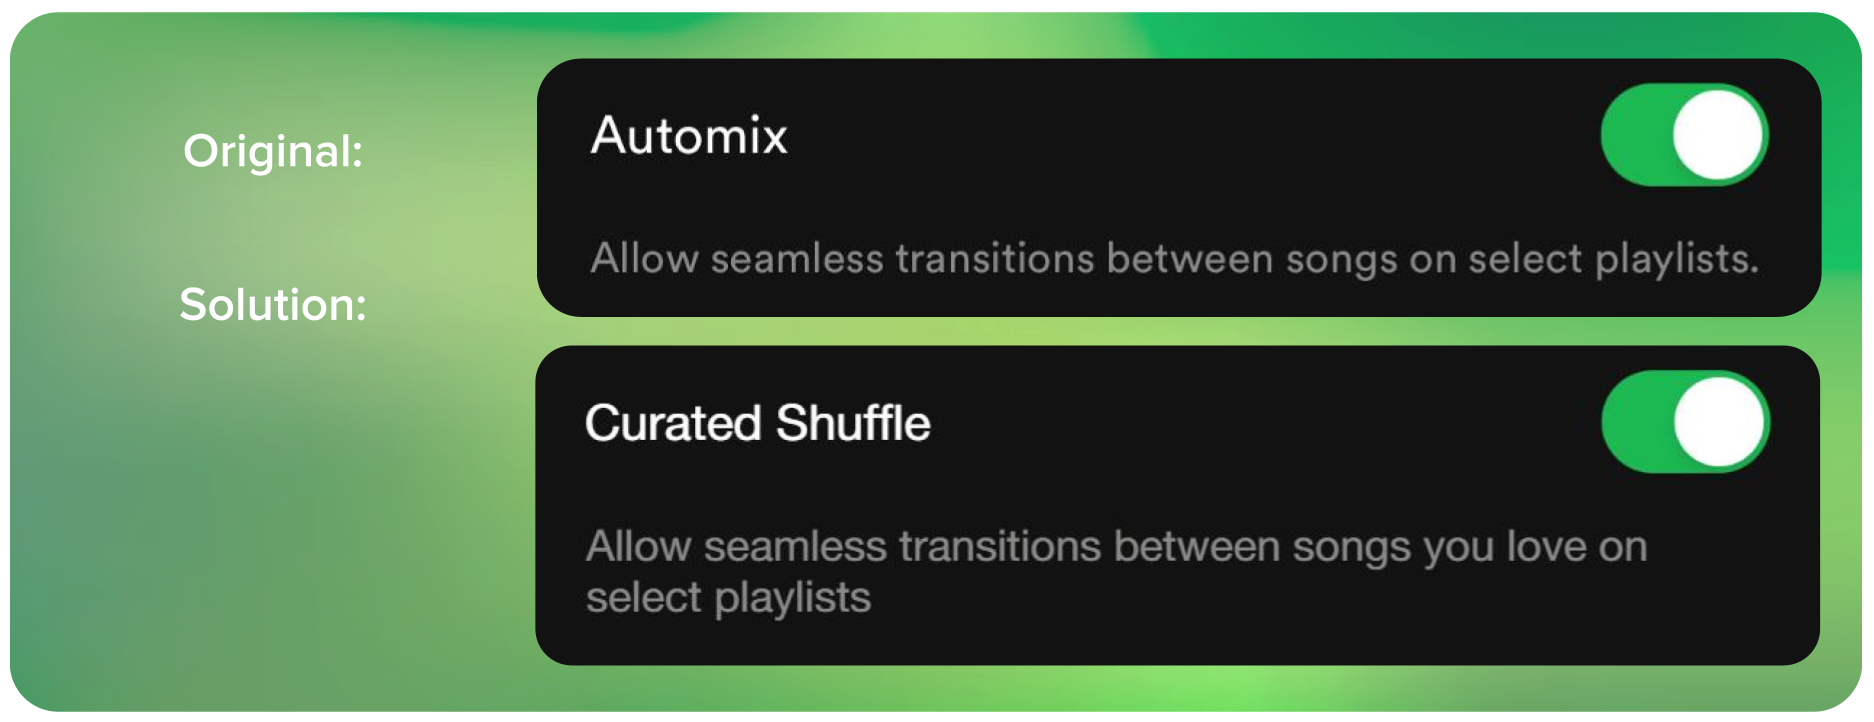 Original:
Automix
Allow seamless transitions between songs on select playlists.
Solution:
Curated Shuffle
Allow seamless transitions between songs you love on
select playlists